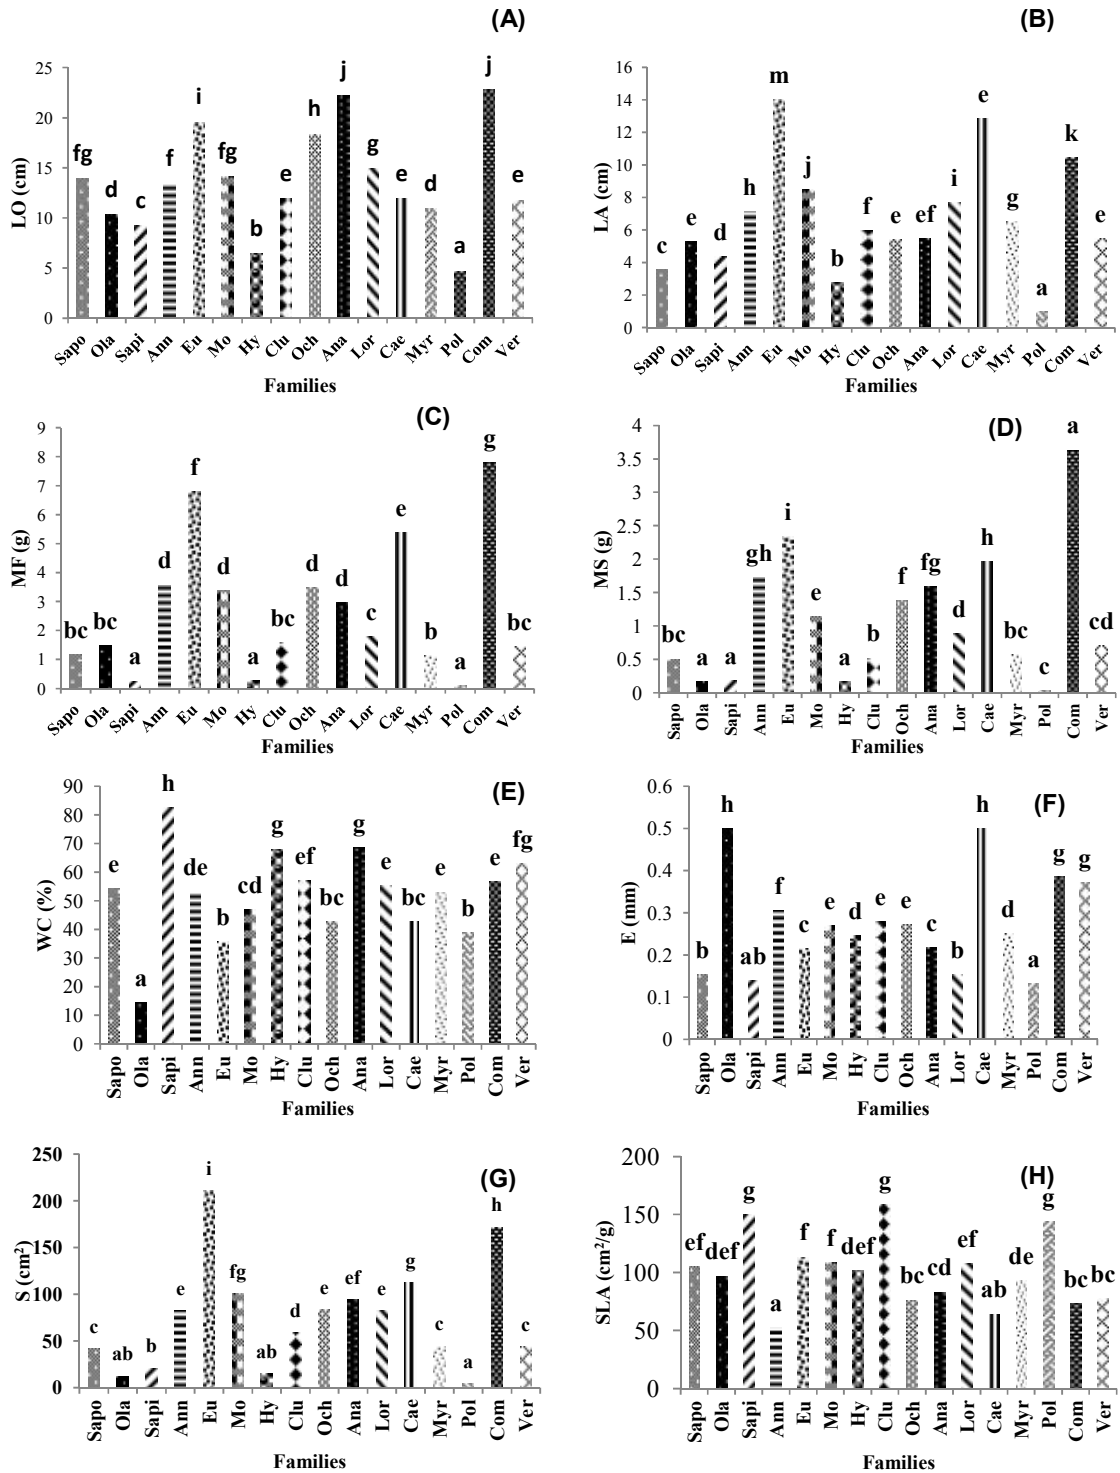 (A)
25
20
15
10
5
0
LO (cm)
fg d c f i fg b e h j g e d a j e
Sapo Ola Sapi Ann Eu Mo Hy Clu Och Ana Lor Cae Myr Pol Com Ver
Families
(B)
16
14
12
10
8
6
4
2
0
LA (cm)
c e d h m j b f e ef i e g a k e
Sapo Ola Sapi Ann Eu Mo Hy Clu Och Ana Lor Cae Myr Pol Com Ver
Families
(C)
9
8
7
6
5
4
3
2
1
0
MF (g)
bc bc a d f d a bc d d c e b a g bc
Sapo Ola Sapi Ann Eu Mo Hy Clu Och Ana Lor Cae Myr Pol Com Ver
Families
(D)
4
3.5
3
2.5
2
1.5
1
0.5
0
MS (g)
bc a a gh i e a b f fg d h bc c a cd
Sapo Ola Sapi Ann Eu Mo Hy Clu Och Ana Lor Cae Myr Pol Com Ver
Families
(E)
90
80
70
60
50
40
30
20
10
0
WC (%)
e a h de b cd g ef bc g e bc e b e fg
Sapo Ola Sapi Ann Eu Mo Hy Clu Och Ana Lor Cae Myr Pol Com Ver
Families
(F)
0.6
0.5
0.4
0.3
0.2
0.1
0
E (mm)
b h ab f c e d e e c b h d a g g
Sapo Ola Sapi Ann Eu Mo Hy Clu Och Ana Lor Cae Myr Pol Com Ver
Families
(G)
250
200
150
100
50
0
S (cm²)
c ab b e i fg ab d e ef e g c a h c
Sapo Ola Sapi Ann Eu Mo Hy Clu Och Ana Lor Cae Myr Pol Com Ver
Families
(H)
200
150
100
50
0
SLA (cm²/g)
ef def g a f f def g bc cd ef ab de g bc bc
Sapo Ola Sapi Ann Eu Mo Hy Clu Och Ana Lor Cae Myr Pol Com Ver
Families